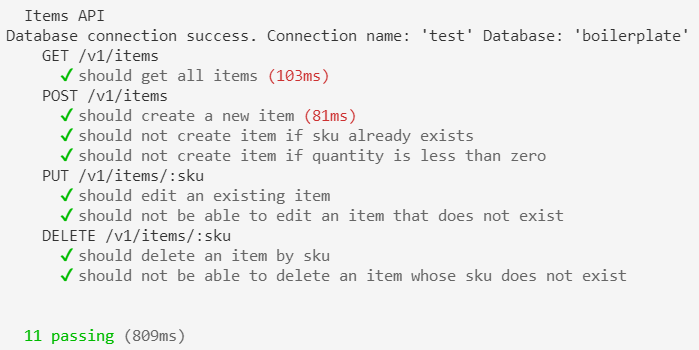 Items API
Database connection success. Connection name: 'test' Database: 'boilerplate'
GET /v1/items
✓ should get all items (103ms)
POST /v1/items
✓ should create a new item (81ms)
✓ should not create item if sku already exists
✓ should not create item if quantity is less than zero
PUT /v1/items/:sku
✓ should edit an existing item
✓ should not be able to edit an item that does not exist
DELETE /v1/items/:sku
✓ should delete an item by sku
✓ should not be able to delete an item whose sku does not exist
11 passing (809ms)